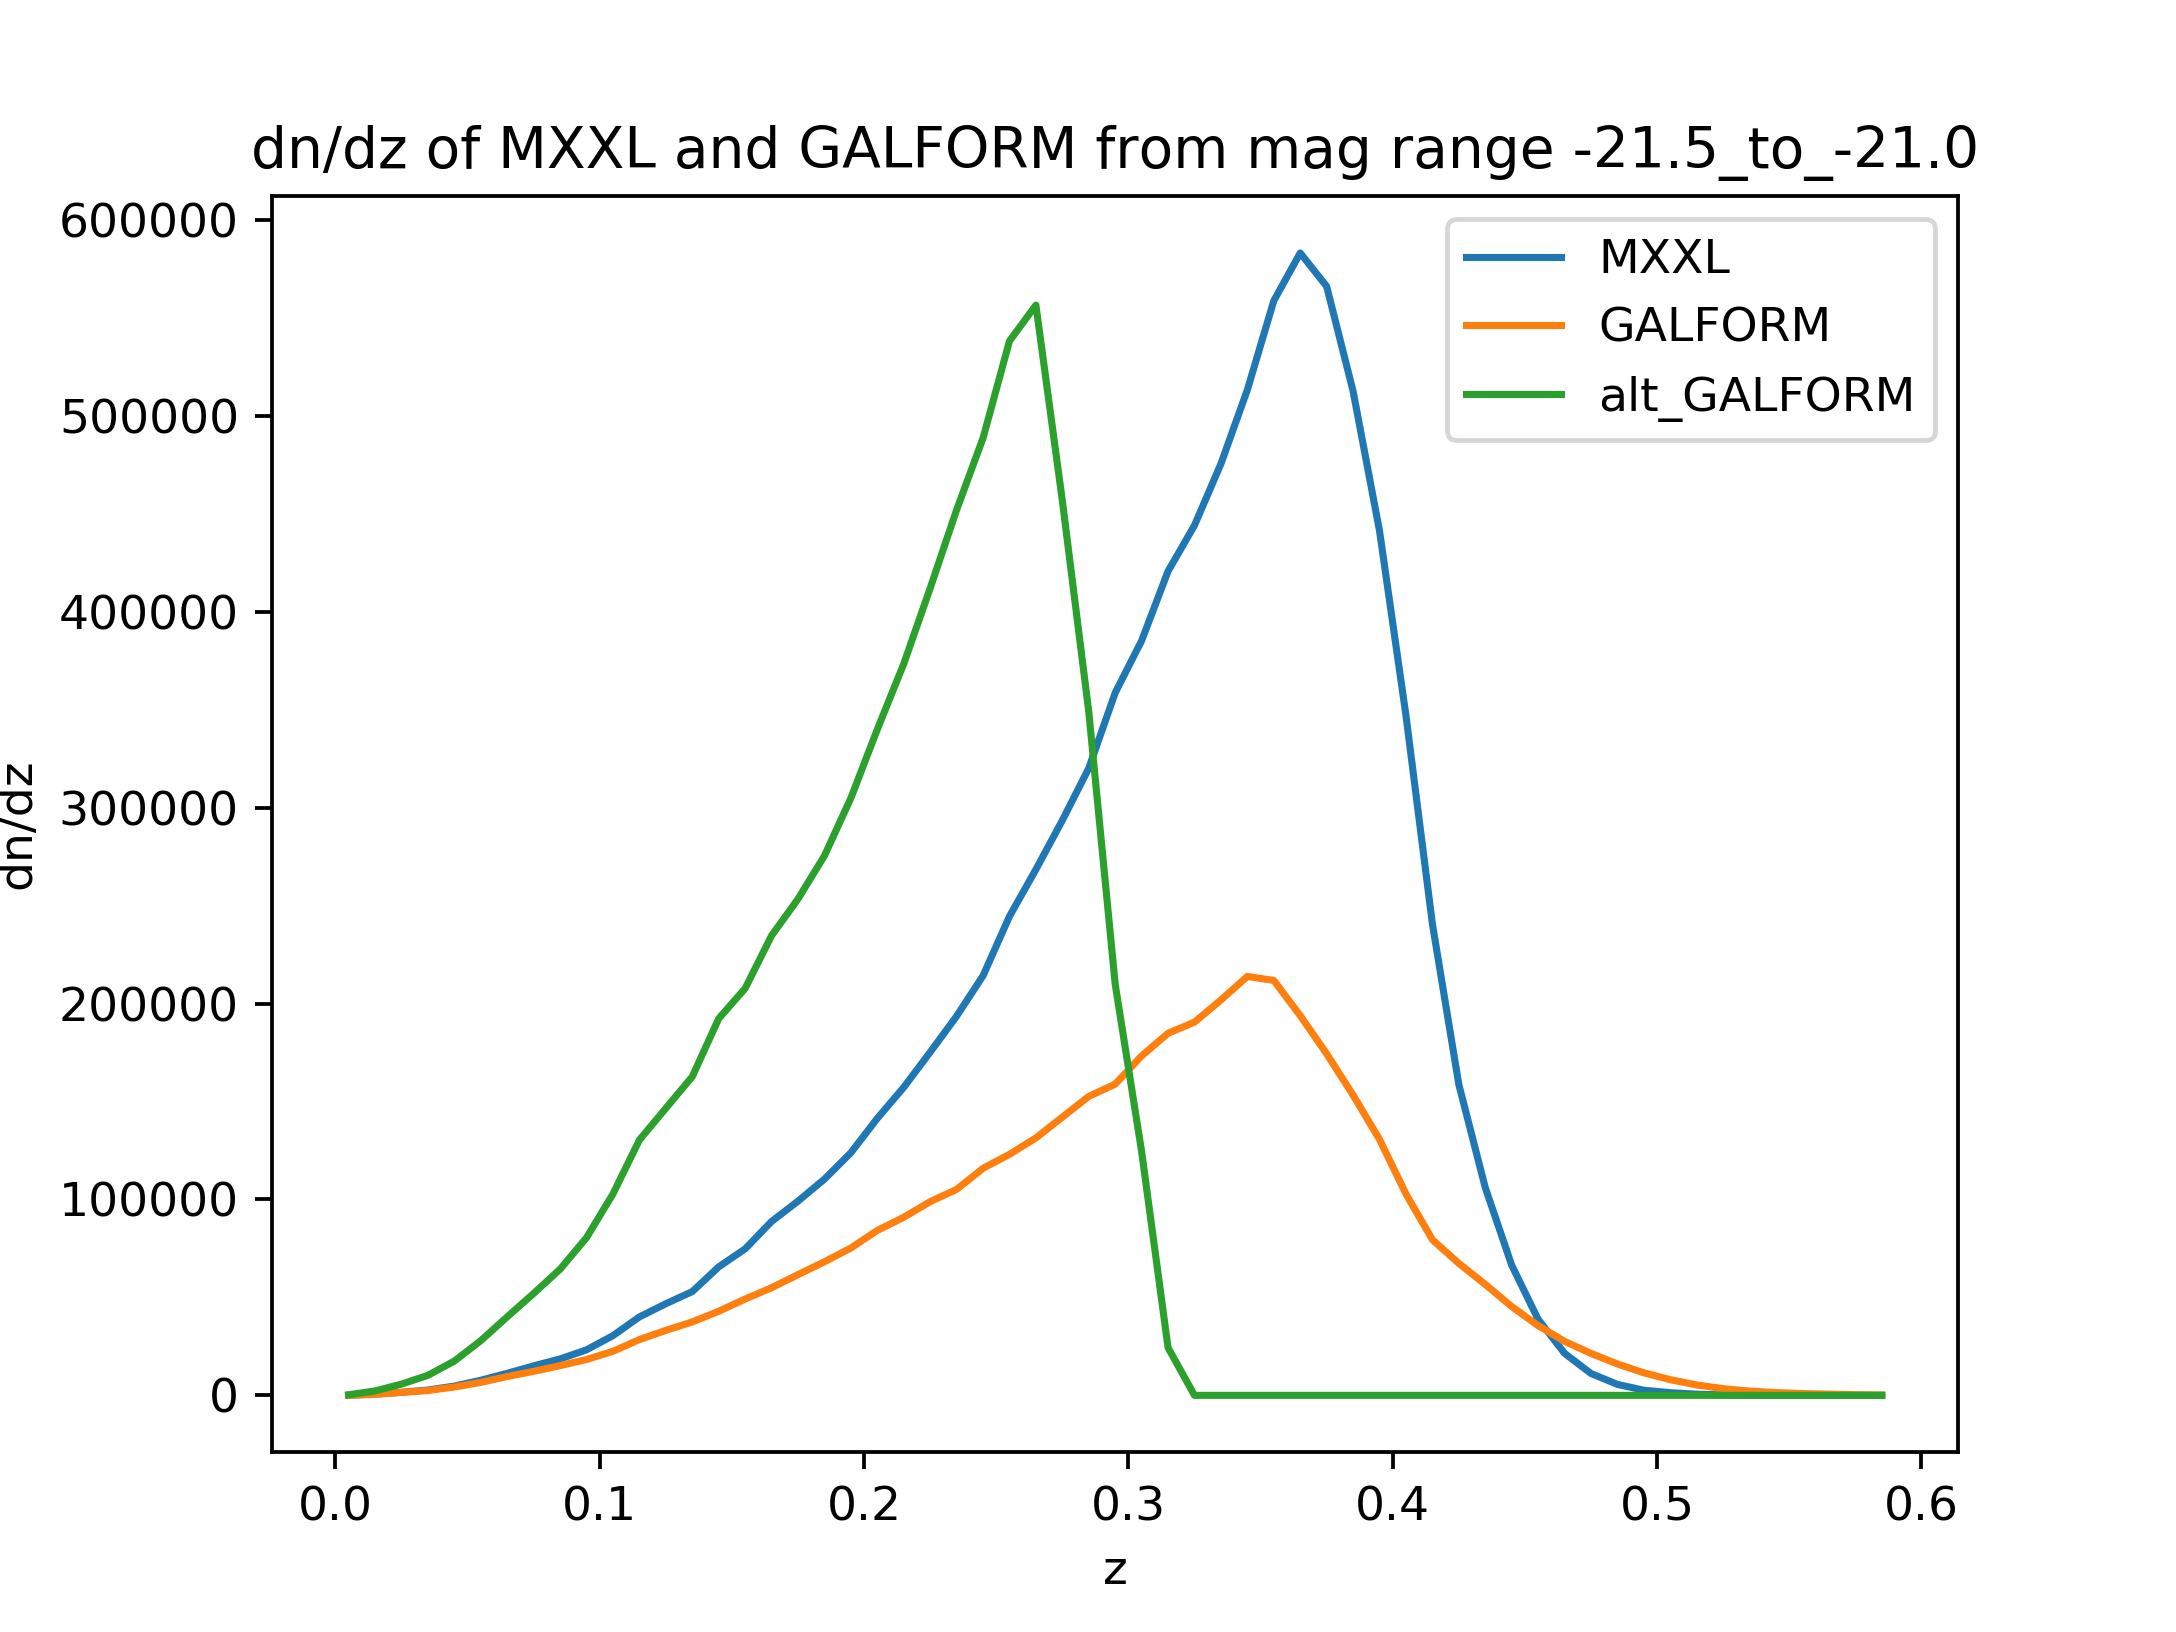 dn/dz of MXXL and GALFORM from mag range -21.5_to_-21.0
600000
500000
400000
300000
200000
100000
0
dn/dz
MXXL
GALFORM
alt_GALFORM
0.0 0.1 0.2 0.3 0.4 0.5 0.6
z